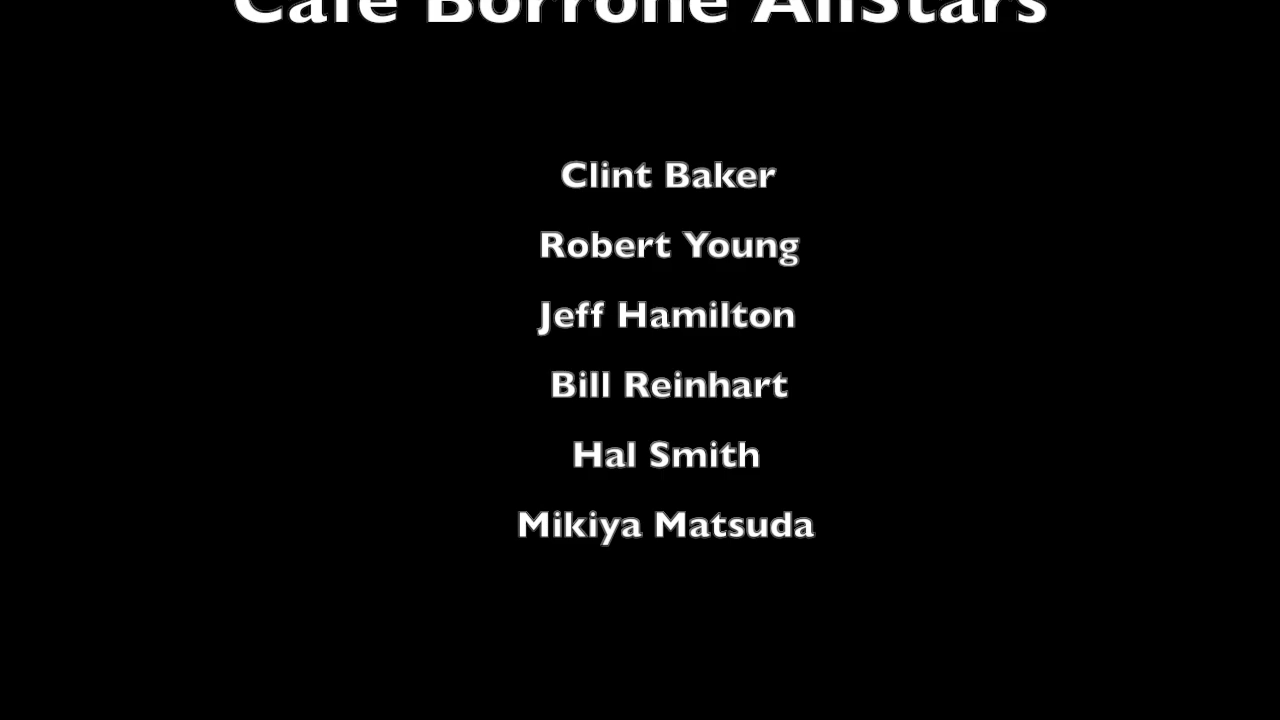 Cafe Borrone AllStars
Clint Baker
Robert Young
Jeff Hamilton
Bill Reinhart
Hal Smith
Mikiya Matsuda